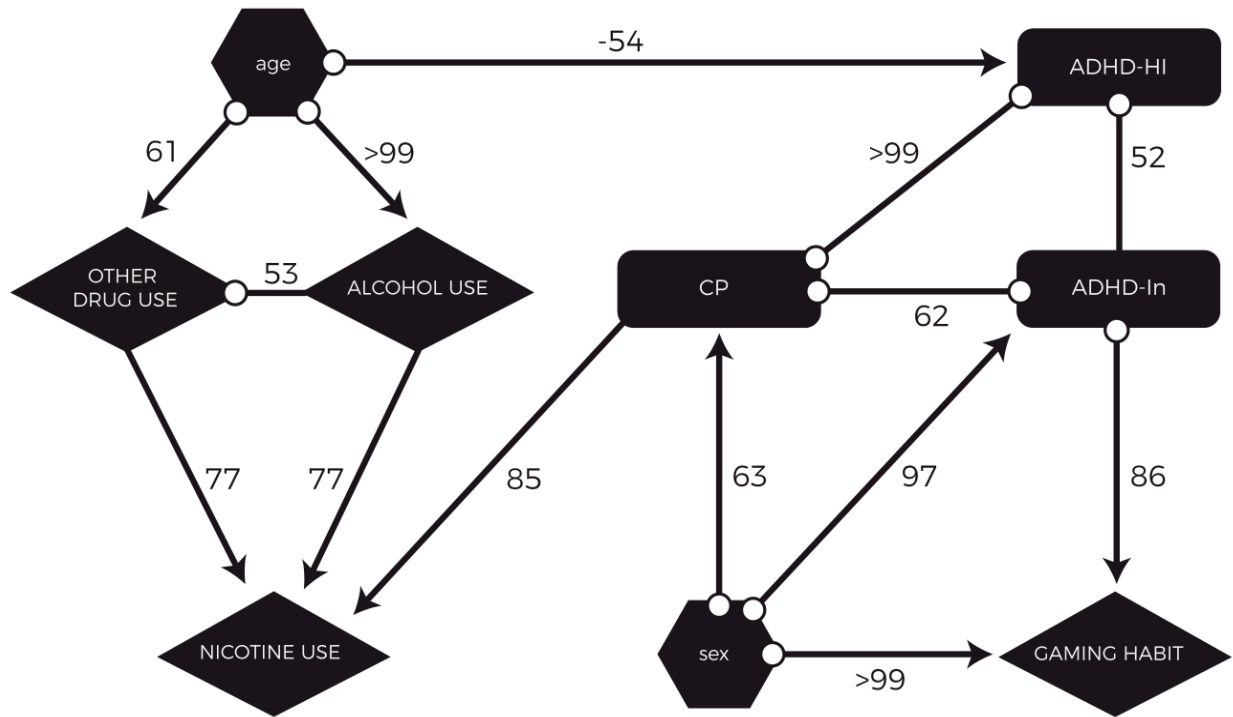 -54
age
ADHD-HI
61
>99
>99
52
OTHER
DRUG USE
53
ALCOHOL USE
CP
ADHD-In
62
77
77
85
63
97
86
NICOTINE USE
sex
>99
GAMING HABIT